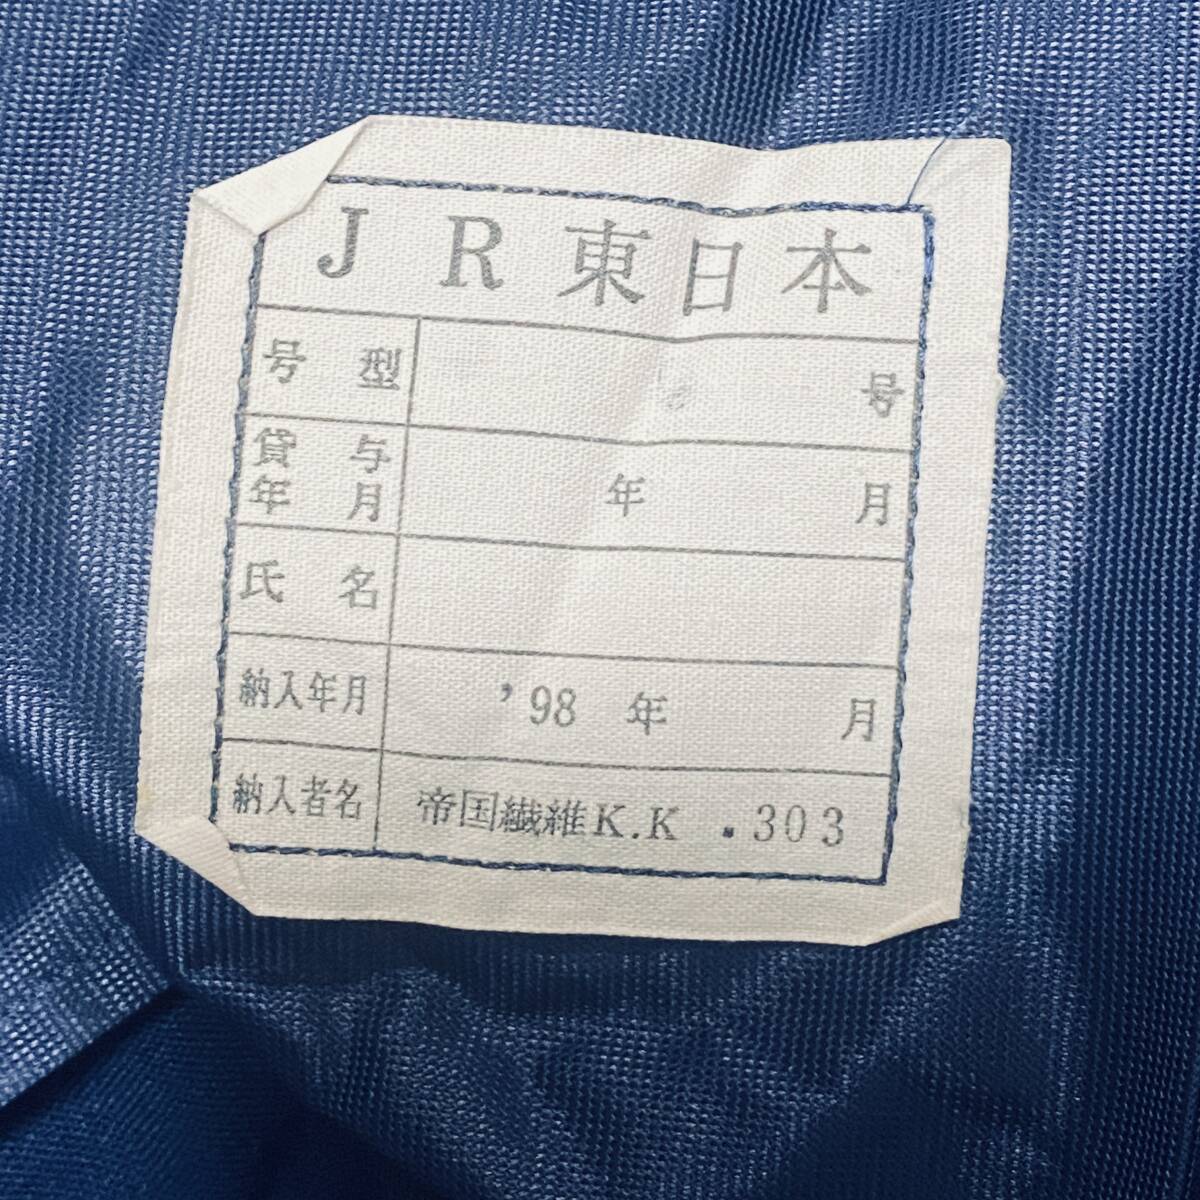 JR東日本
号型 号
貸与年月 年 月
氏名
納入年月 '98 年 月
納入者名 帝国繊維K.K .303